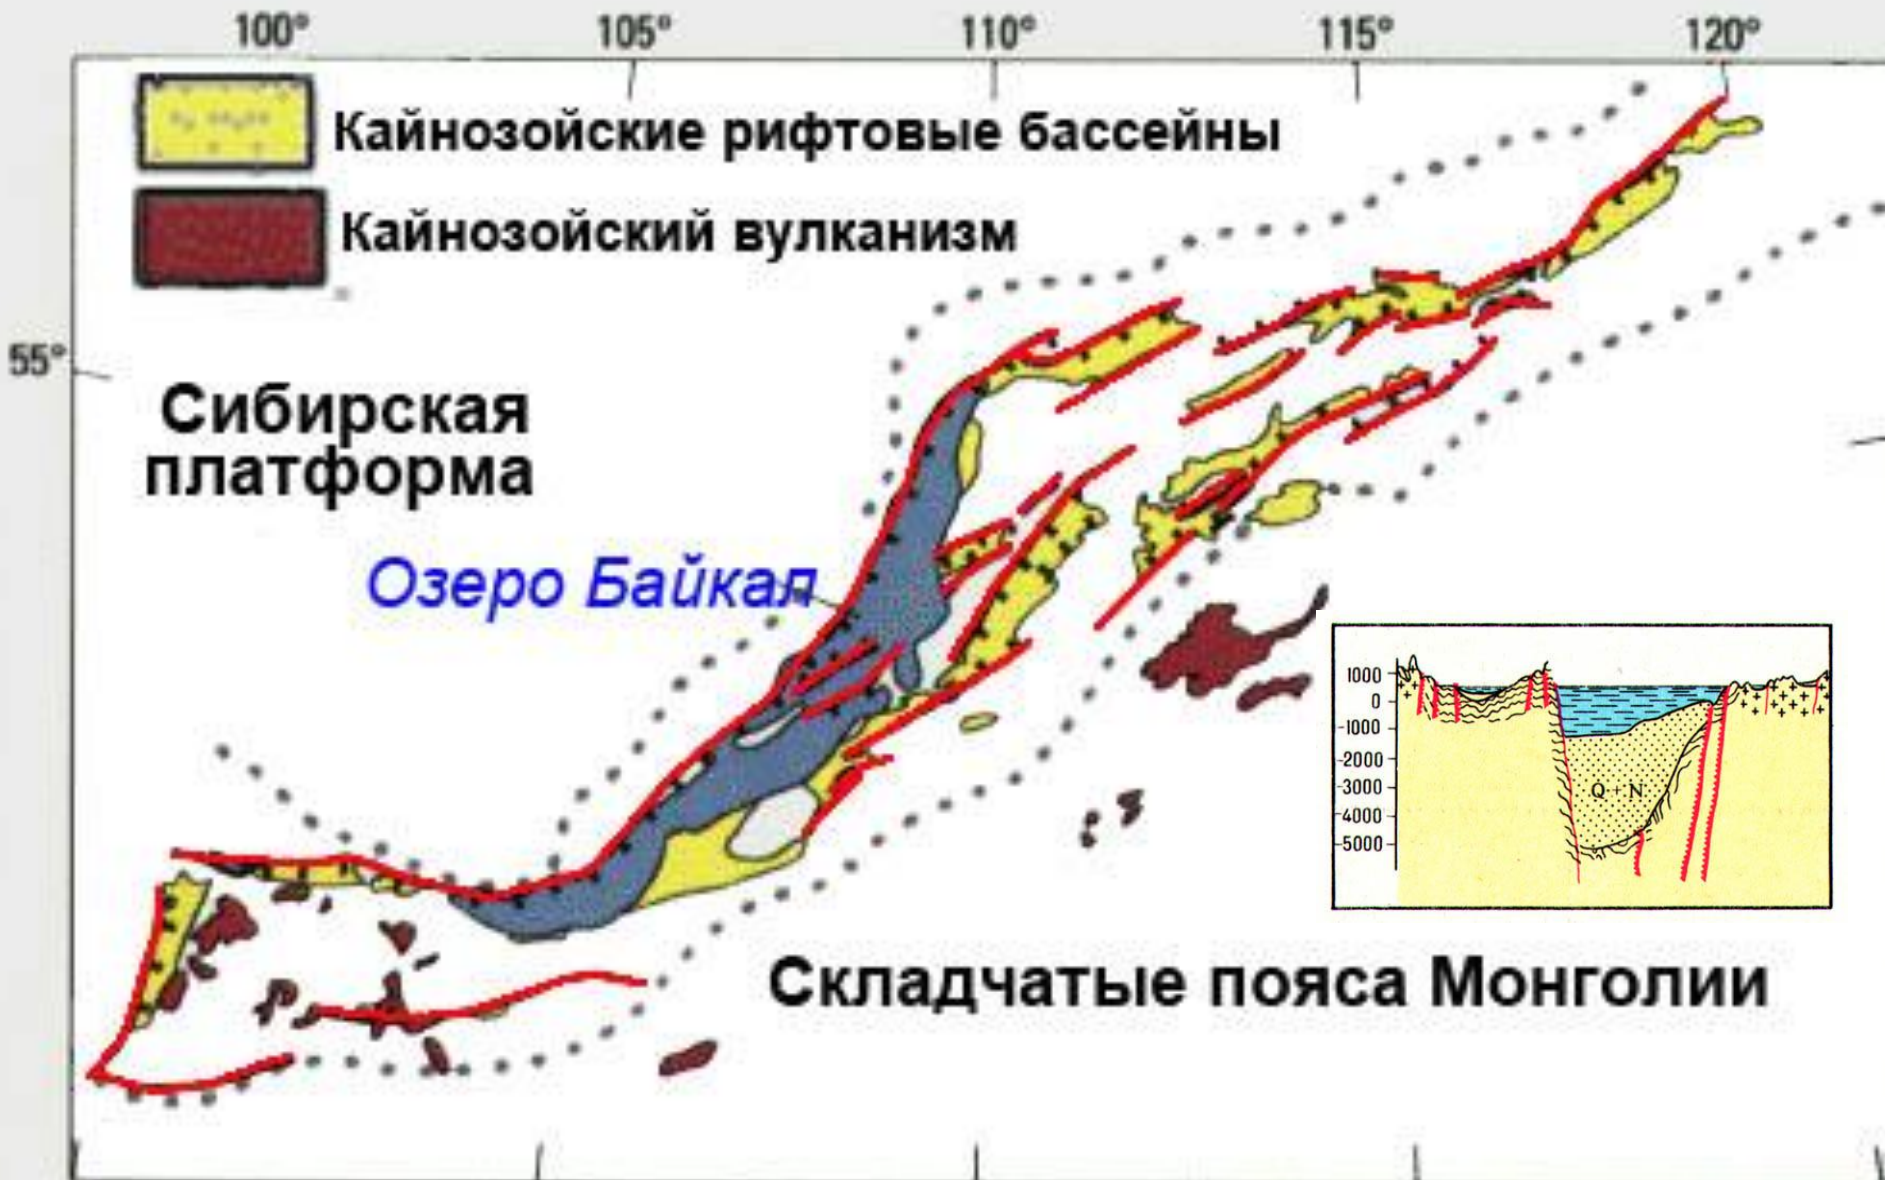 100° 105° 110° 115° 120°
Кайнозойские рифтовые бассейны
Кайнозойский вулканизм
55°
Сибирская
платформа
Озеро Байкал
1000
0
-1000
-2000
-3000
Q+N
-4000
-5000
Складчатые пояса Монголии